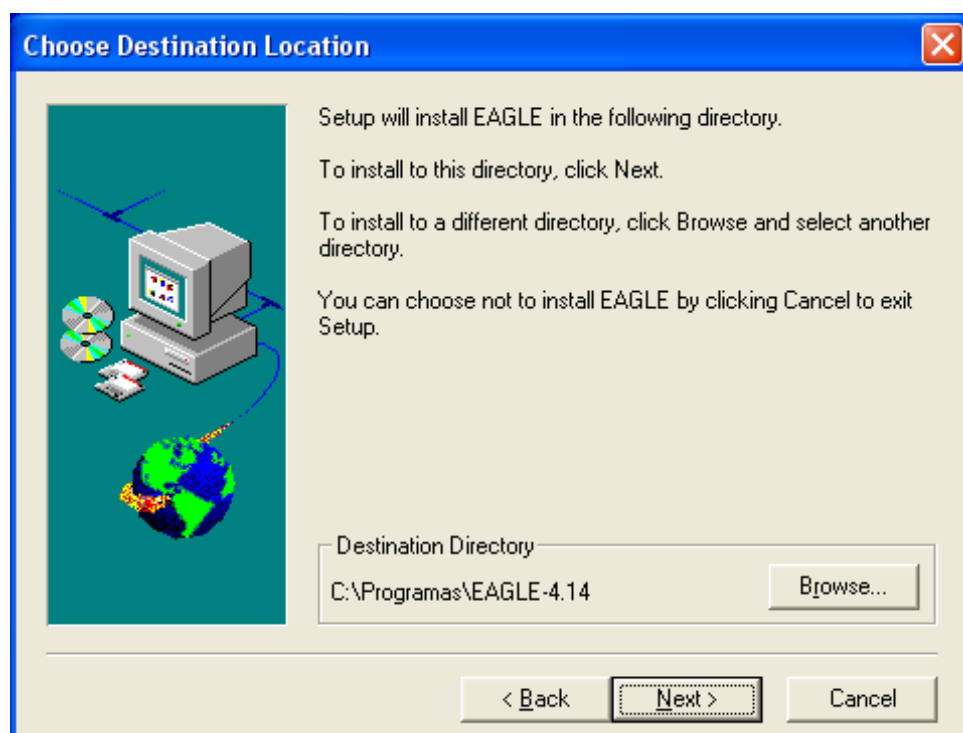 Choose Destination Location
Setup will install EAGLE in the following directory.
To install to this directory, click Next.
To install to a different directory, click Browse and select another
directory.
You can choose not to install EAGLE by clicking Cancel to exit
Setup.
Destination Directory
C:\Programas\EAGLE-4.14
Browse...
< Back
Next >
Cancel